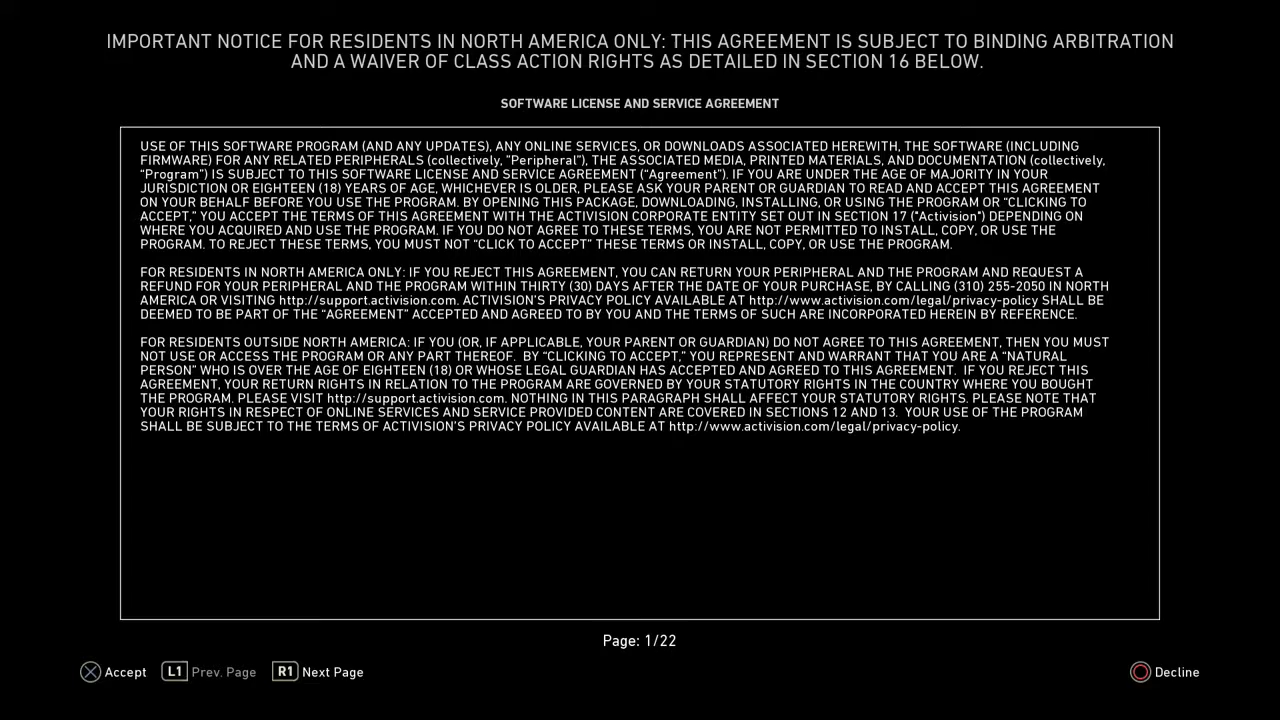 IMPORTANT NOTICE FOR RESIDENTS IN NORTH AMERICA ONLY: THIS AGREEMENT IS SUBJECT TO BINDING ARBITRATION
AND A WAIVER OF CLASS ACTION RIGHTS AS DETAILED IN SECTION 16 BELOW.
SOFTWARE LICENSE AND SERVICE AGREEMENT
USE OF THIS SOFTWARE PROGRAM (AND ANY UPDATES), ANY ONLINE SERVICES, OR DOWNLOADS ASSOCIATED HEREWITH, THE SOFTWARE (INCLUDING
FIRMWARE) FOR ANY RELATED PERIPHERALS (collectively, "Peripheral"), THE ASSOCIATED MEDIA, PRINTED MATERIALS, AND DOCUMENTATION (collectively,
“Program”) IS SUBJECT TO THIS SOFTWARE LICENSE AND SERVICE AGREEMENT (“Agreement”). IF YOU ARE UNDER THE AGE OF MAJORITY IN YOUR
JURISDICTION OR EIGHTEEN (18) YEARS OF AGE, WHICHEVER IS OLDER, PLEASE ASK YOUR PARENT OR GUARDIAN TO READ AND ACCEPT THIS AGREEMENT
ON YOUR BEHALF BEFORE YOU USE THE PROGRAM. BY OPENING THIS PACKAGE, DOWNLOADING, INSTALLING, OR USING THE PROGRAM OR “CLICKING TO
ACCEPT,” YOU ACCEPT THE TERMS OF THIS AGREEMENT WITH THE ACTIVISION CORPORATE ENTITY SET OUT IN SECTION 17 ("Activision") DEPENDING ON
WHERE YOU ACQUIRED AND USE THE PROGRAM. IF YOU DO NOT AGREE TO THESE TERMS, YOU ARE NOT PERMITTED TO INSTALL, COPY, OR USE THE
PROGRAM. TO REJECT THESE TERMS, YOU MUST NOT “CLICK TO ACCEPT” THESE TERMS OR INSTALL, COPY, OR USE THE PROGRAM.
FOR RESIDENTS IN NORTH AMERICA ONLY: IF YOU REJECT THIS AGREEMENT, YOU CAN RETURN YOUR PERIPHERAL AND THE PROGRAM AND REQUEST A
REFUND FOR YOUR PERIPHERAL AND THE PROGRAM WITHIN THIRTY (30) DAYS AFTER THE DATE OF YOUR PURCHASE, BY CALLING (310) 255-2050 IN NORTH
AMERICA OR VISITING http://support.activision.com. ACTIVISION'S PRIVACY POLICY AVAILABLE AT http://www.activision.com/legal/privacy-policy SHALL BE
DEEMED TO BE PART OF THE “AGREEMENT” ACCEPTED AND AGREED TO BY YOU AND THE TERMS OF SUCH ARE INCORPORATED HEREIN BY REFERENCE.
FOR RESIDENTS OUTSIDE NORTH AMERICA: IF YOU (OR, IF APPLICABLE, YOUR PARENT OR GUARDIAN) DO NOT AGREE TO THIS AGREEMENT, THEN YOU MUST
NOT USE OR ACCESS THE PROGRAM OR ANY PART THEREOF. BY “CLICKING TO ACCEPT,” YOU REPRESENT AND WARRANT THAT YOU ARE A “NATURAL
PERSON” WHO IS OVER THE AGE OF EIGHTEEN (18) OR WHOSE LEGAL GUARDIAN HAS ACCEPTED AND AGREED TO THIS AGREEMENT. IF YOU REJECT THIS
AGREEMENT, YOUR RETURN RIGHTS IN RELATION TO THE PROGRAM ARE GOVERNED BY YOUR STATUTORY RIGHTS IN THE COUNTRY WHERE YOU BOUGHT
THE PROGRAM. PLEASE VISIT http://support.activision.com. NOTHING IN THIS PARAGRAPH SHALL AFFECT YOUR STATUTORY RIGHTS. PLEASE NOTE THAT
YOUR RIGHTS IN RESPECT OF ONLINE SERVICES AND SERVICE PROVIDED CONTENT ARE COVERED IN SECTIONS 12 AND 13. YOUR USE OF THE PROGRAM
SHALL BE SUBJECT TO THE TERMS OF ACTIVISION'S PRIVACY POLICY AVAILABLE AT http://www.activision.com/legal/privacy-policy.
Page: 1/22
Accept L1 Prev. Page R1 Next Page Decline